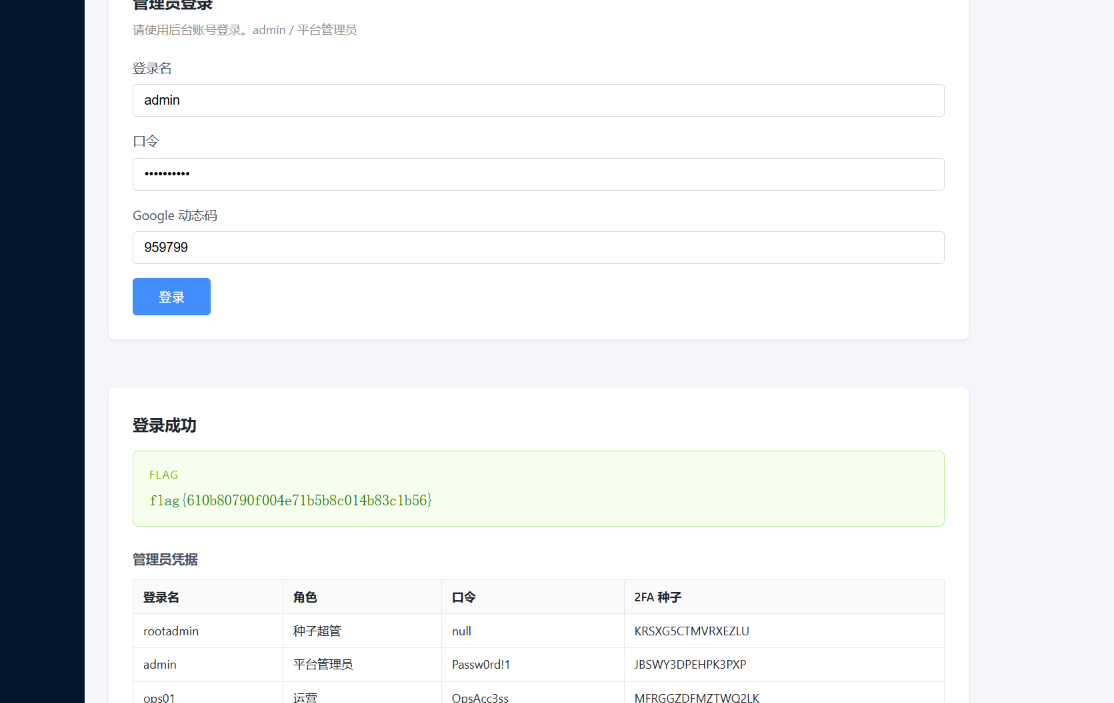 管理员登录
请使用后台账号登录。admin / 平台管理员
登录名
admin
口令
••••••••••
Google 动态码
959799
登录
登录成功
FLAG
flag{610b80790f004e71b5b8c014b83c1b56}
管理员凭据
登录名 角色 口令 2FA 种子
rootadmin 种子超管 null KRSXG5CTMVRXEZLU
admin 平台管理员 Passw0rd!1 JBSWY3DPEHPK3PXP
ops01 运营 OpsAcc3ss MFRGGZDFMZTWQ2LK